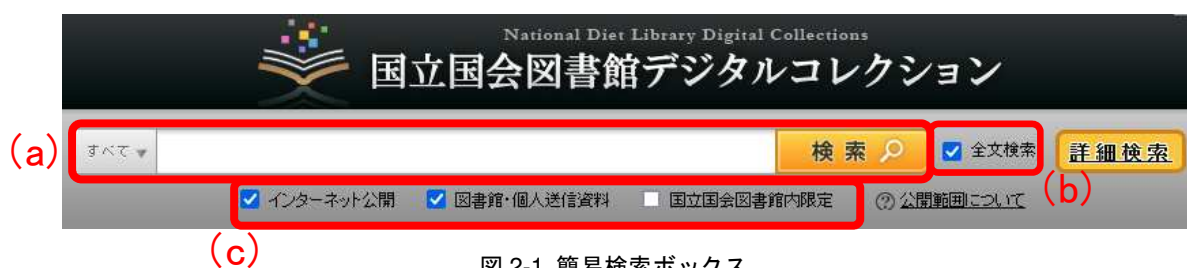 National Diet Library Digital Collections
国立国会図書館デジタルコレクション
(a) すべて 検索 全文検索 詳細検索
(b)
インターネット公開 図書館・個人送信資料 国立国会図書館内限定 ? 公開範囲について
(c)
図 2-1 簡易検索ボックス